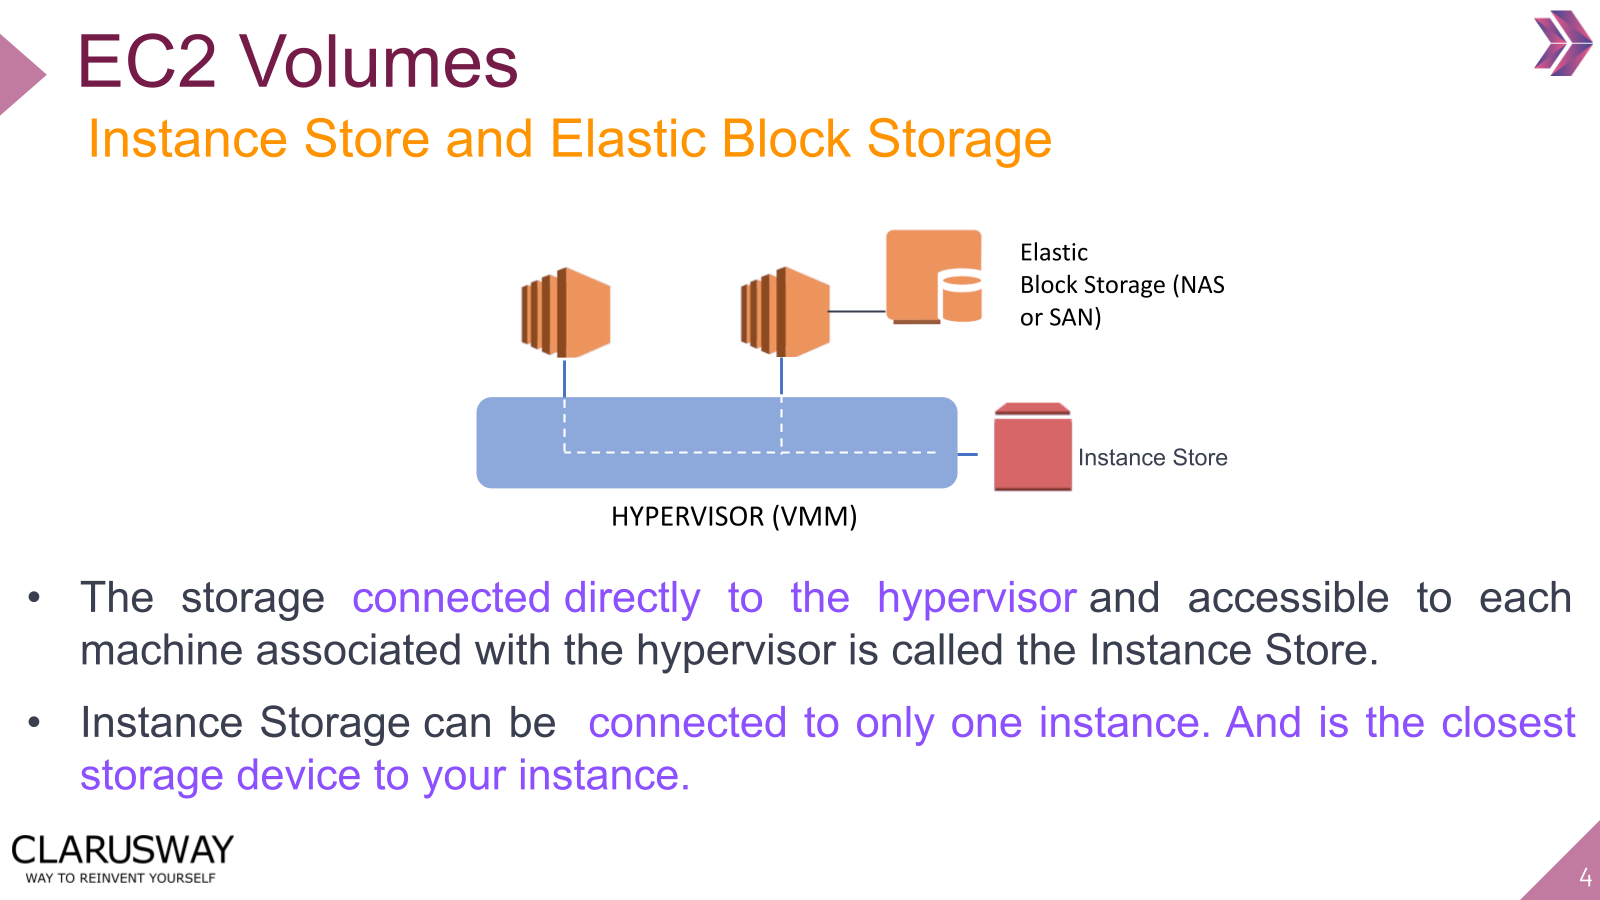 EC2 Volumes
Instance Store and Elastic Block Storage
Elastic
Block Storage (NAS
or SAN)
Instance Store
HYPERVISOR (VMM)
• The storage connected directly to the hypervisor and accessible to each
machine associated with the hypervisor is called the Instance Store.
• Instance Storage can be connected to only one instance. And is the closest
storage device to your instance.
CLARUSWAY
WAY TO REINVENT YOURSELF
4